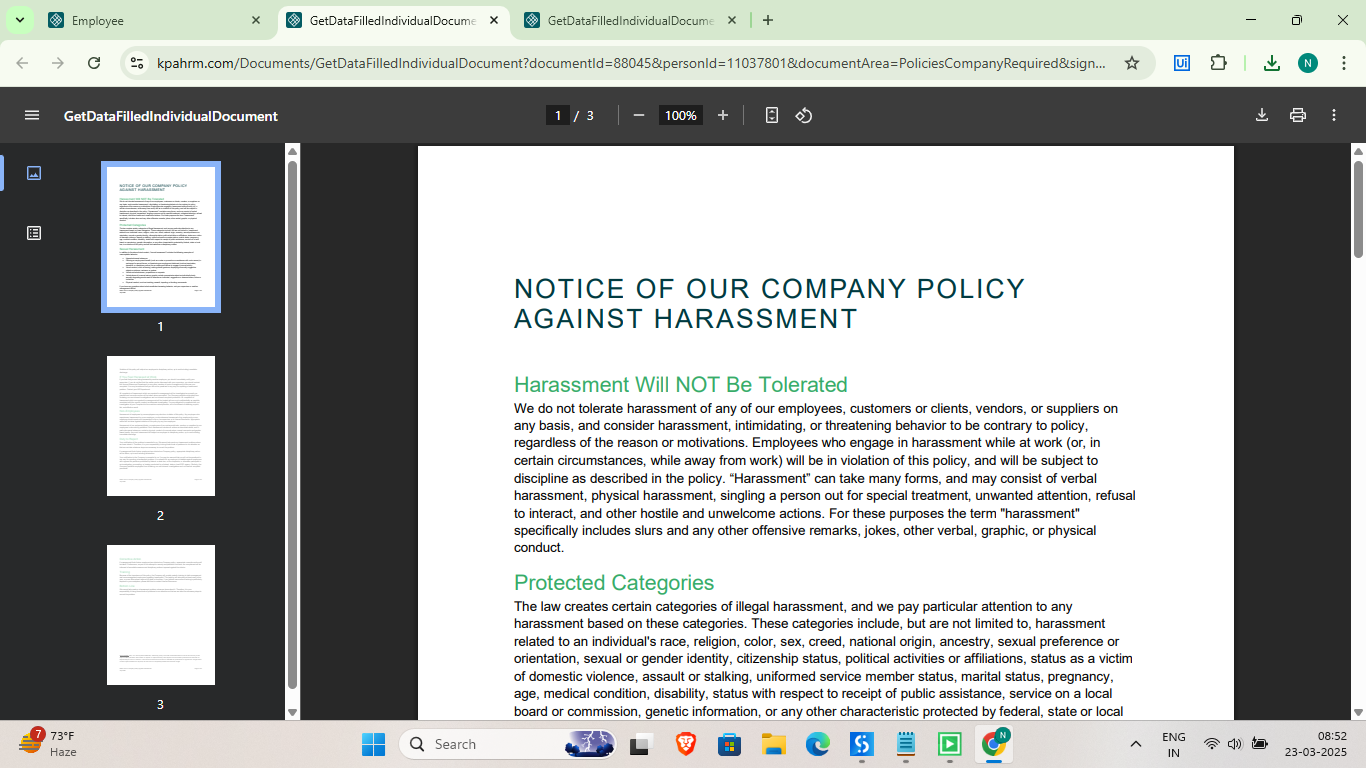 Employee
GetDataFilledIndividualDocume
GetDataFilledIndividualDocume
kpahrm.com/Documents/GetDataFilledIndividualDocument?documentId=88045&personId=11037801&documentArea=PoliciesCompanyRequired&sign...
Ui
N
GetDataFilledIndividualDocument
1 / 3
100%
NOTICE OF OUR COMPANY POLICY
AGAINST HARASSMENT
1
2
3
NOTICE OF OUR COMPANY POLICY
AGAINST HARASSMENT
Harassment Will NOT Be Tolerated
We do not tolerate harassment of any of our employees, customers or clients, vendors, or suppliers on
any basis, and consider harassment, intimidating, or threatening behavior to be contrary to policy,
regardless of the reason or motivations. Employees who engage in harassment while at work (or, in
certain circumstances, while away from work) will be in violation of this policy, and will be subject to
discipline as described in the policy. “Harassment” can take many forms, and may consist of verbal
harassment, physical harassment, singling a person out for special treatment, unwanted attention, refusal
to interact, and other hostile and unwelcome actions. For these purposes the term "harassment"
specifically includes slurs and any other offensive remarks, jokes, other verbal, graphic, or physical
conduct.
Protected Categories
The law creates certain categories of illegal harassment, and we pay particular attention to any
harassment based on these categories. These categories include, but are not limited to, harassment
related to an individual's race, religion, color, sex, creed, national origin, ancestry, sexual preference or
orientation, sexual or gender identity, citizenship status, political activities or affiliations, status as a victim
of domestic violence, assault or stalking, uniformed service member status, marital status, pregnancy,
age, medical condition, disability, status with respect to receipt of public assistance, service on a local
board or commission, genetic information, or any other characteristic protected by federal, state or local
7
73°F
Haze
Search
N
ENG
IN
08:52
23-03-2025